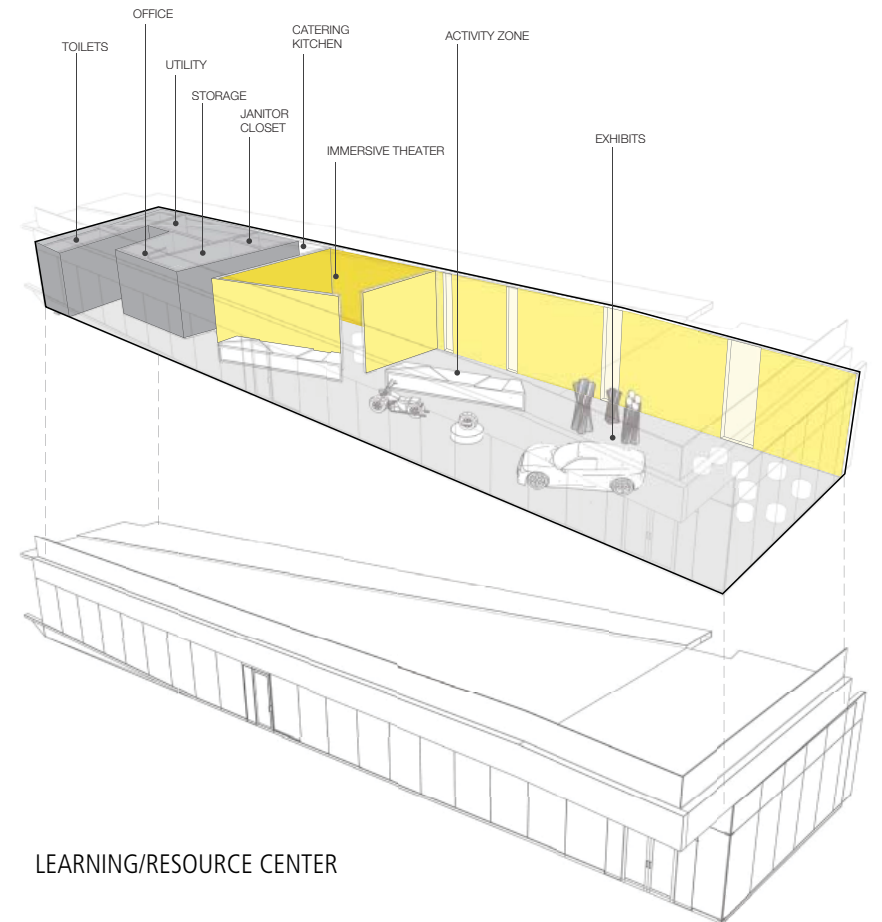 OFFICE
TOILETS
UTILITY
STORAGE
JANITOR
CLOSET
CATERING
KITCHEN
IMMERSIVE THEATER
ACTIVITY ZONE
EXHIBITS
LEARNING/RESOURCE CENTER